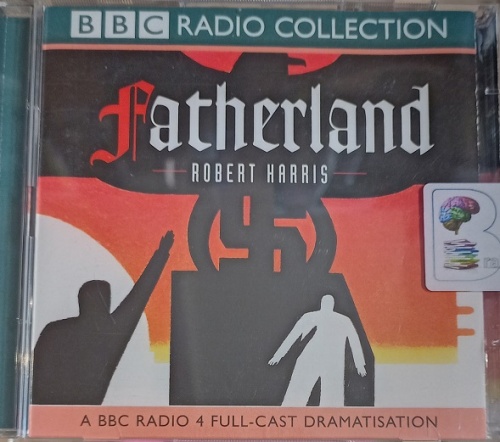 BBC RADIO COLLECTION
Fatherland
ROBERT HARRIS
A BBC RADIO 4 FULL-CAST DRAMATISATION